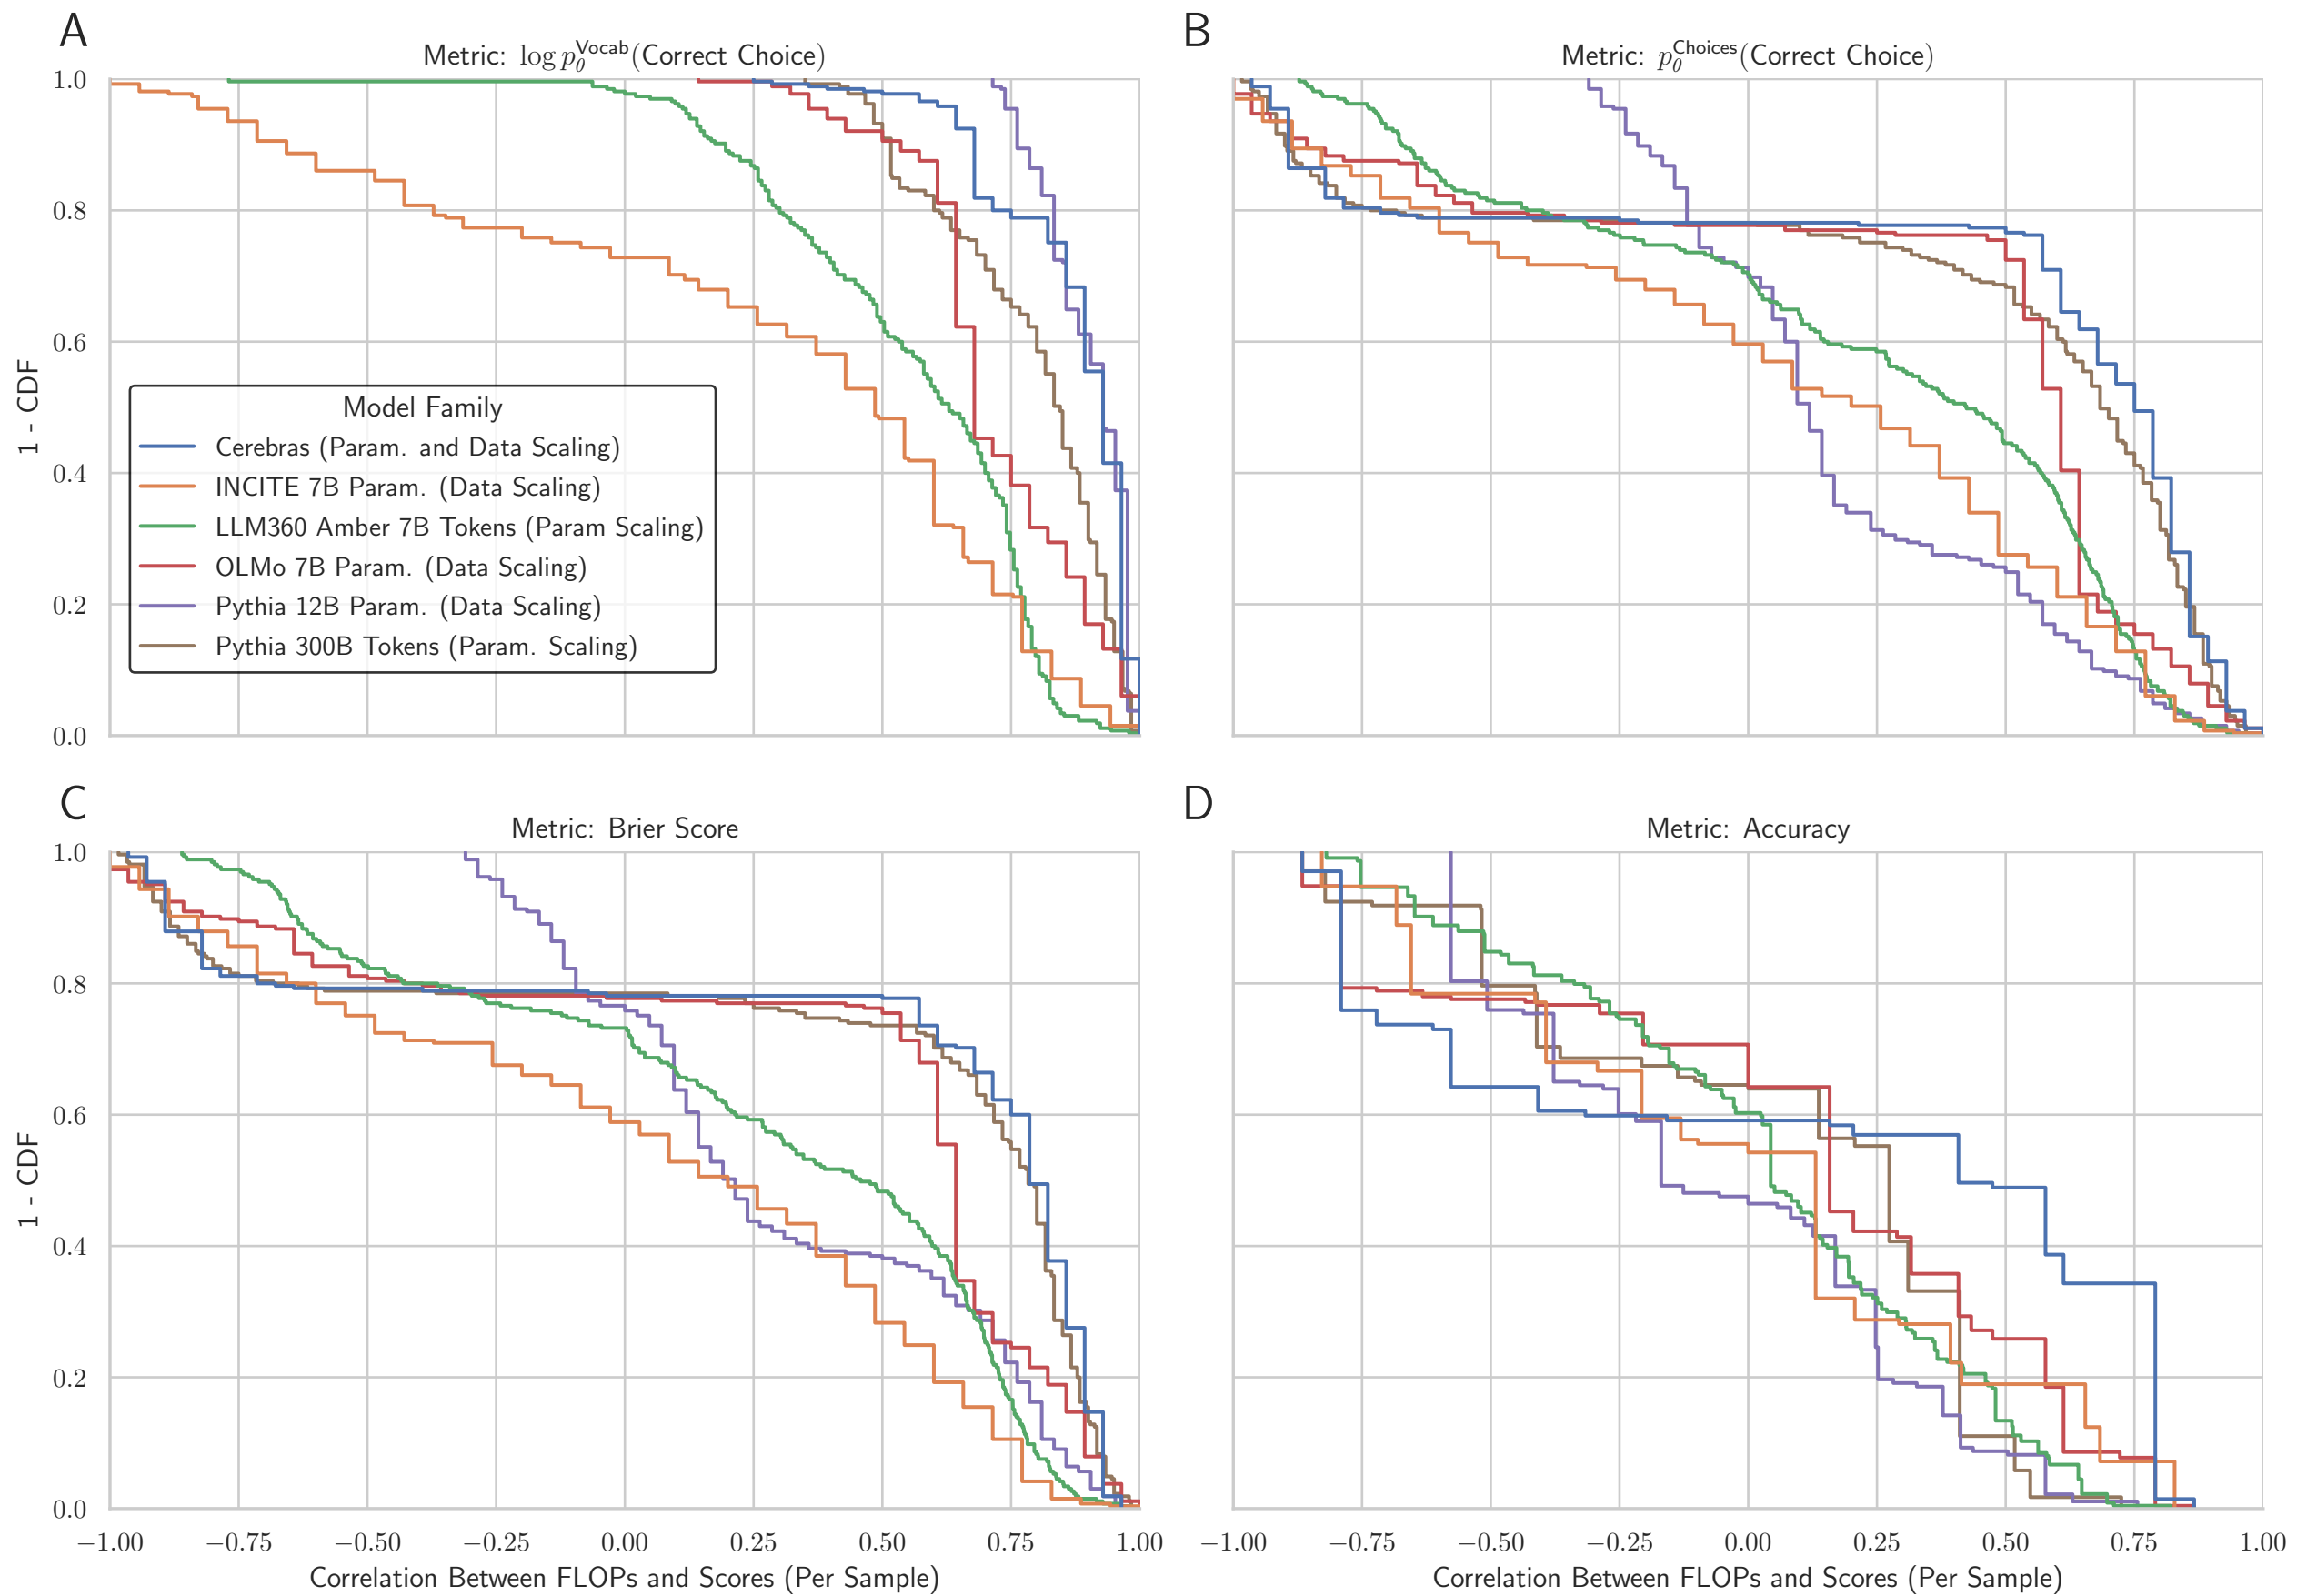 A
Metric: log p_θ^Vocab(Correct Choice)
B
Metric: p_θ^Choices(Correct Choice)
1.0
0.8
0.6
0.4
0.2
0.0
1 - CDF
Model Family
Cerebras (Param. and Data Scaling)
INCITE 7B Param. (Data Scaling)
LLM360 Amber 7B Tokens (Param Scaling)
OLMo 7B Param. (Data Scaling)
Pythia 12B Param. (Data Scaling)
Pythia 300B Tokens (Param. Scaling)
C
Metric: Brier Score
D
Metric: Accuracy
1.0
0.8
0.6
0.4
0.2
0.0
1 - CDF
−1.00 −0.75 −0.50 −0.25 0.00 0.25 0.50 0.75 1.00
Correlation Between FLOPs and Scores (Per Sample)
−1.00 −0.75 −0.50 −0.25 0.00 0.25 0.50 0.75 1.00
Correlation Between FLOPs and Scores (Per Sample)